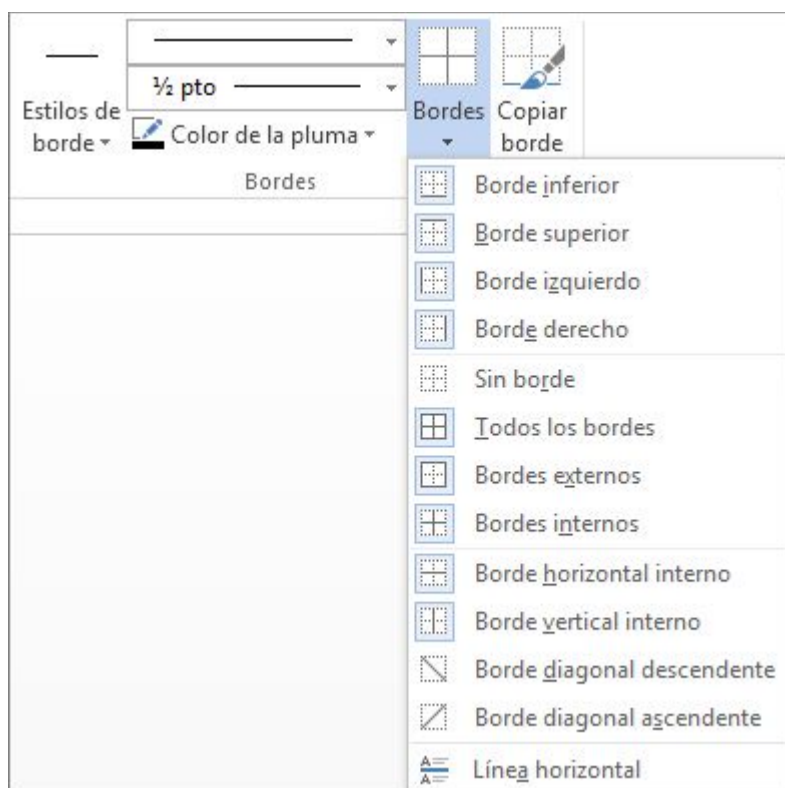 ½ pto
Estilos de
borde
Color de la pluma
Bordes
Copiar
borde
Bordes
Borde inferior
Borde superior
Borde izquierdo
Borde derecho
Sin borde
Todos los bordes
Bordes externos
Bordes internos
Borde horizontal interno
Borde vertical interno
Borde diagonal descendente
Borde diagonal ascendente
Línea horizontal